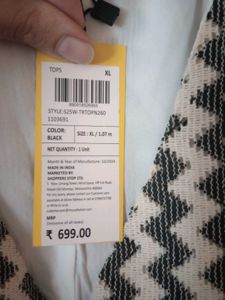 TOPS
XL
STYLE:S25W-TKTOPN260
1103691
COLOR:
BLACK
SIZE : XL / 1.07 m
NET QUANTITY : 1 Unit
Month & Year of Manufacture :10/2024
MADE IN INDIA
MARKETED BY
SHOPPERS STOP LTD.
MRP
(Inclusive of all taxes)
₹ 699.00